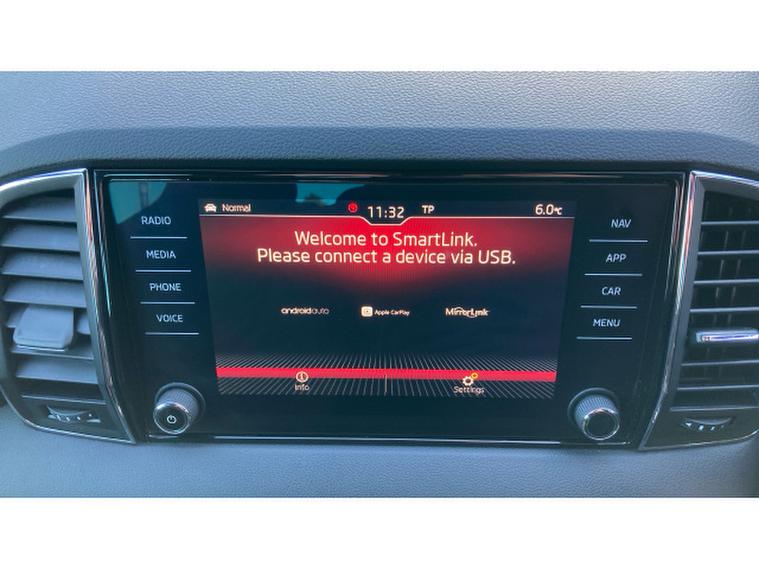 Normal 11:32 TP 6.0°C
Welcome to SmartLink.
Please connect a device via USB.
androidauto Apple CarPlay MirrorLink
Info Settings
RADIO
MEDIA
PHONE
VOICE
NAV
APP
CAR
MENU